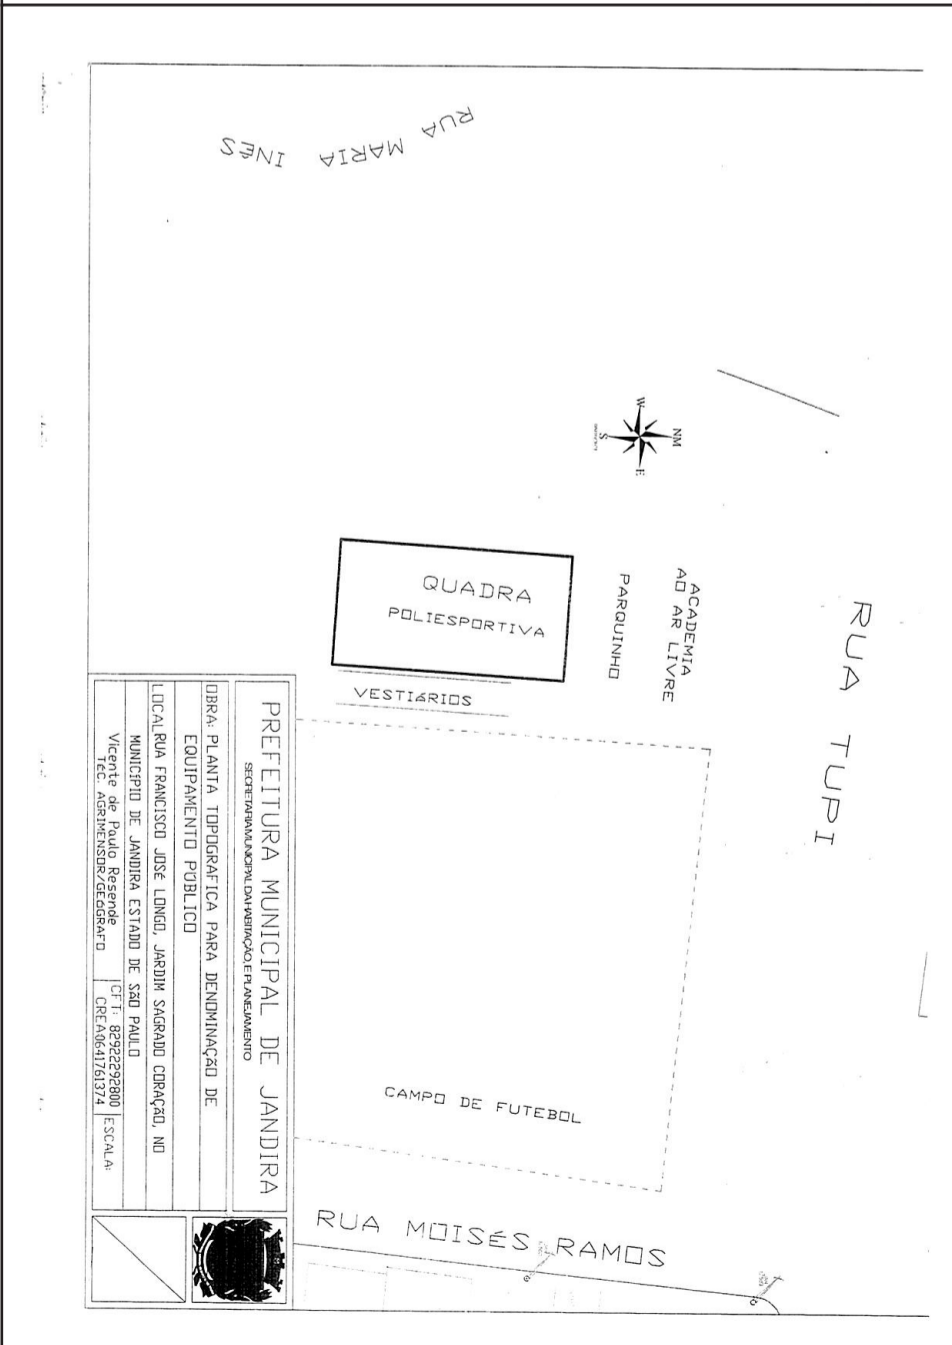 RUA MARIA INÊS
NM
W
E
S
RUA TUPI
ACADEMIA
AO AR LIVRE
PARQUINHO
QUADRA
POLIESPORTIVA
VESTIÁRIOS
CAMPO DE FUTEBOL
RUA MOISÉS RAMOS
PREFEITURA MUNICIPAL DE JANDIRA
SECRETARIA MUNICIPAL DA HABITAÇÃO, E PLANEJAMENTO
OBRA: PLANTA TOPOGRAFICA PARA DENOMINAÇÃO DE
EQUIPAMENTO PÚBLICO
LOCAL RUA FRANCISCO JOSÉ LONGO, JARDIM SAGRADO CORAÇÃO, NO
MUNICÍPIO DE JANDIRA ESTADO DE SÃO PAULO
Vicente de Paulo Resende
TÉC. AGRIMENSOR/GEÓGRAFO
CFT: 82922292800
CREA0641761374
ESCALA: